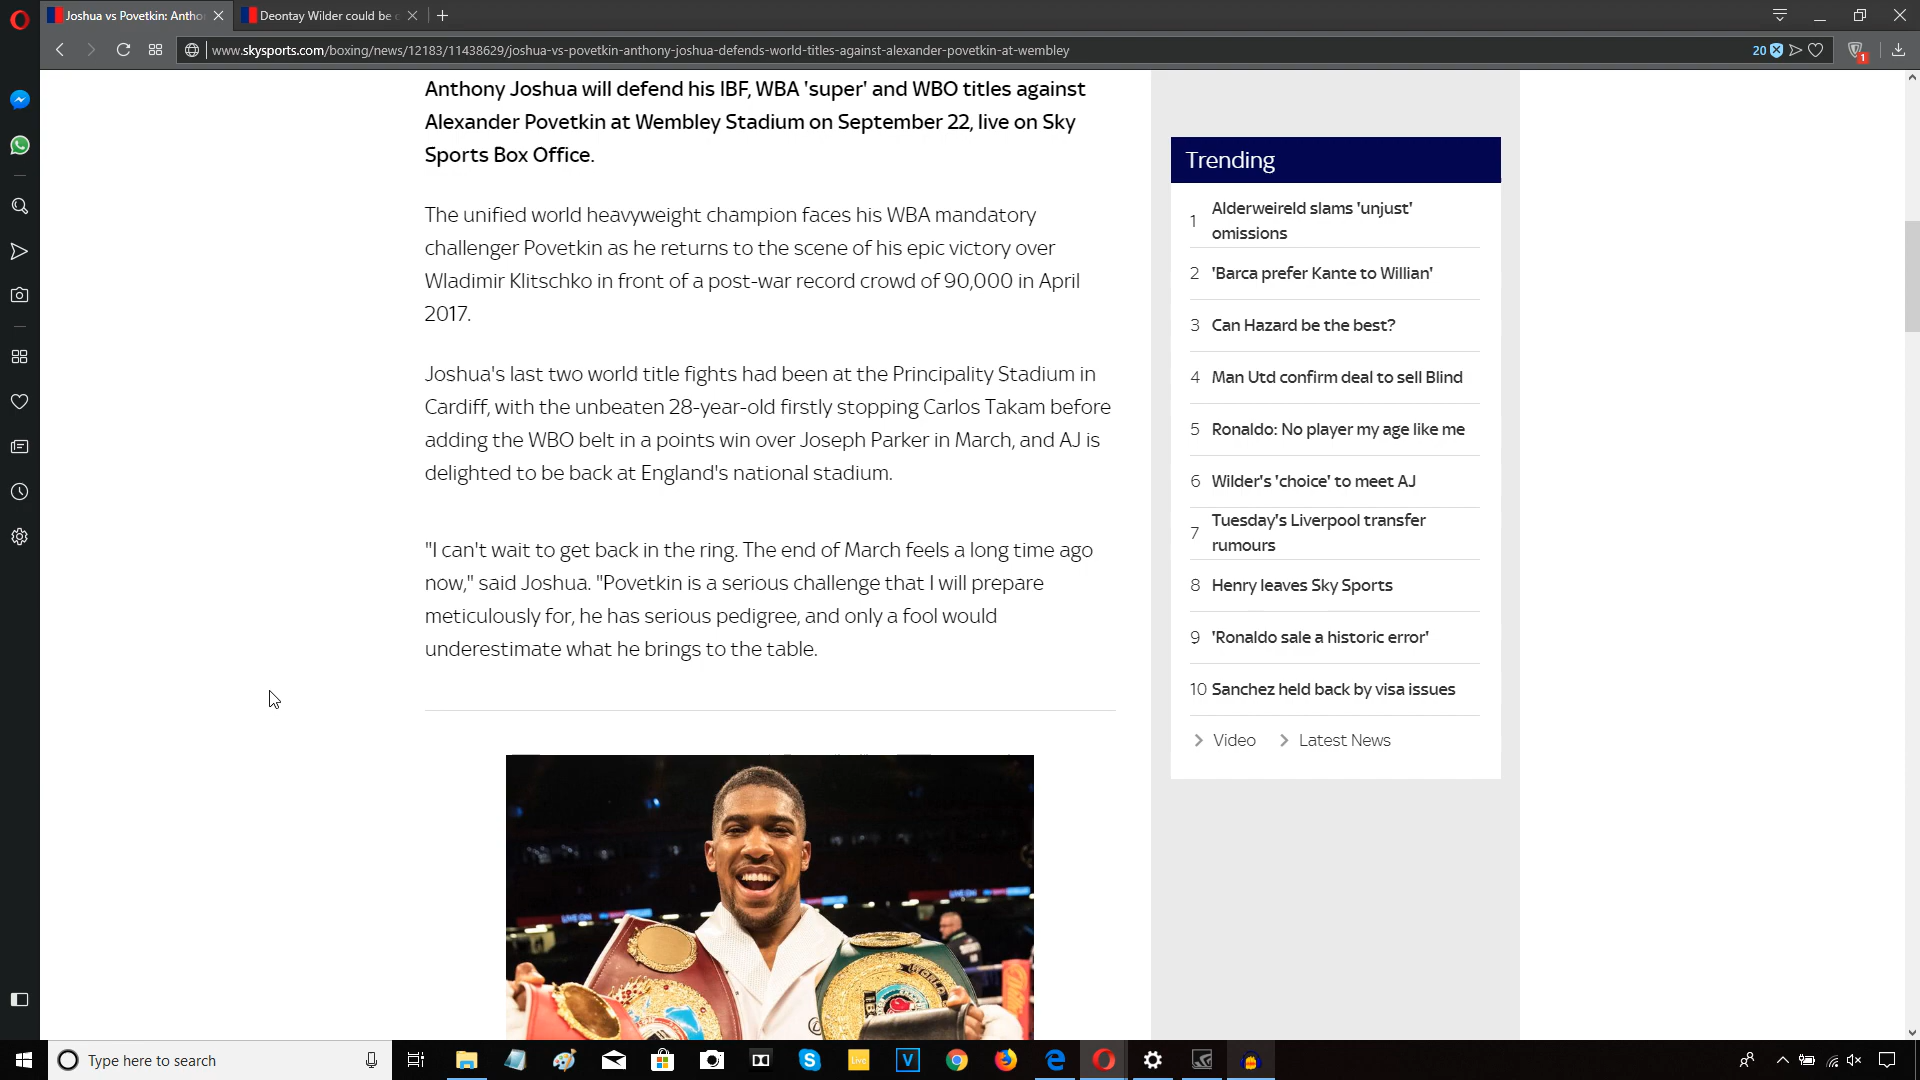 Joshua vs Povetkin: Antho
Deontay Wilder could be c
www.skysports.com/boxing/news/12183/11438629/joshua-vs-povetkin-anthony-joshua-defends-world-titles-against-alexander-povetkin-at-wembley
20
1
Anthony Joshua will defend his IBF, WBA 'super' and WBO titles against
Alexander Povetkin at Wembley Stadium on September 22, live on Sky
Sports Box Office.
The unified world heavyweight champion faces his WBA mandatory
challenger Povetkin as he returns to the scene of his epic victory over
Wladimir Klitschko in front of a post-war record crowd of 90,000 in April
2017.
Joshua's last two world title fights had been at the Principality Stadium in
Cardiff, with the unbeaten 28-year-old firstly stopping Carlos Takam before
adding the WBO belt in a points win over Joseph Parker in March, and AJ is
delighted to be back at England's national stadium.
"I can't wait to get back in the ring. The end of March feels a long time ago
now," said Joshua. "Povetkin is a serious challenge that I will prepare
meticulously for, he has serious pedigree, and only a fool would
underestimate what he brings to the table.
Trending
1 Alderweireld slams 'unjust'
omissions
2 'Barca prefer Kante to Willian'
3 Can Hazard be the best?
4 Man Utd confirm deal to sell Blind
5 Ronaldo: No player my age like me
6 Wilder's 'choice' to meet AJ
7 Tuesday's Liverpool transfer
rumours
8 Henry leaves Sky Sports
9 'Ronaldo sale a historic error'
10 Sanchez held back by visa issues
Video
Latest News
WORLD
Type here to search
live
V